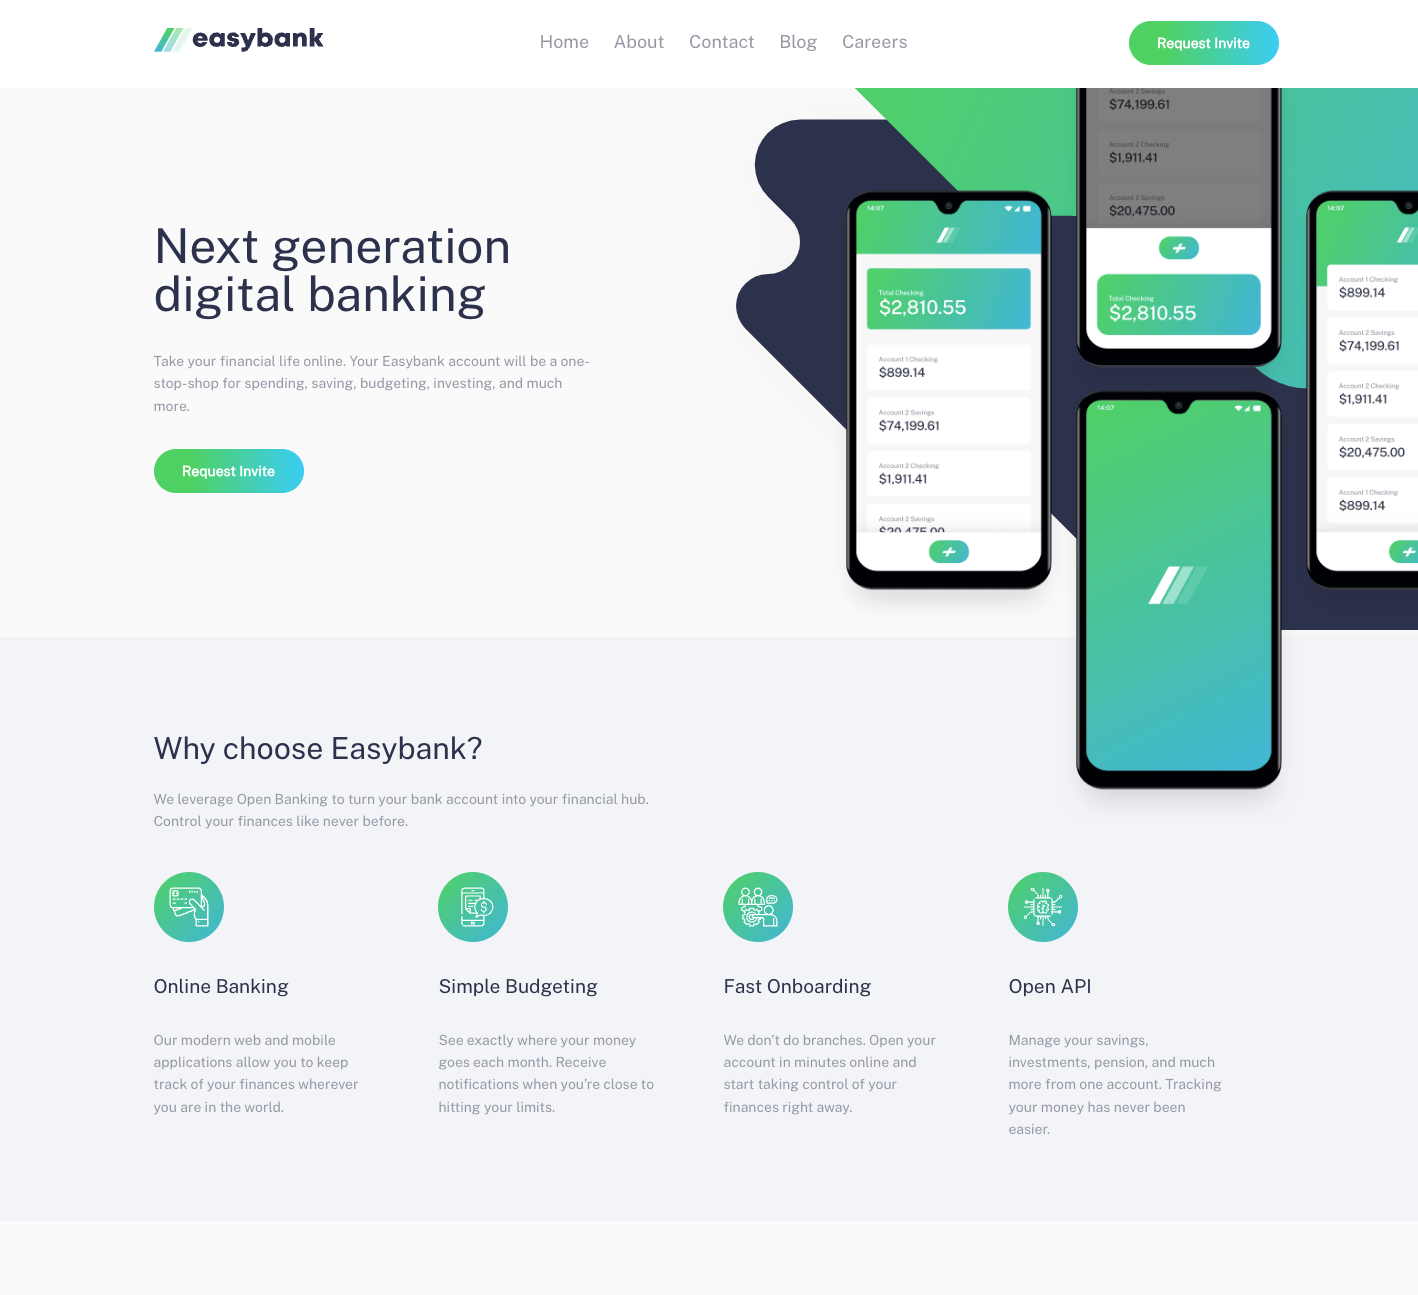 easybank
Home About Contact Blog Careers
Request Invite
Next generation
digital banking
Take your financial life online. Your Easybank account will be a one-
stop-shop for spending, saving, budgeting, investing, and much
more.
Request Invite
14:07
Total Checking
$2,810.55
Account 1 Checking
$899.14
Account 2 Savings
$74,199.61
Account 2 Checking
$1,911.41
Account 2 Savings
$20,475.00
Account 2 Savings
$74,199.61
Account 2 Checking
$1,911.41
Account 2 Savings
$20,475.00
Total Checking
$2,810.55
14:07
14:07
Account 1 Checking
$899.14
Account 2 Savings
$74,199.61
Account 2 Checking
$1,911.41
Account 2 Savings
$20,475.00
Account 1 Checking
$899.14
Why choose Easybank?
We leverage Open Banking to turn your bank account into your financial hub.
Control your finances like never before.
Online Banking
Our modern web and mobile
applications allow you to keep
track of your finances wherever
you are in the world.
Simple Budgeting
See exactly where your money
goes each month. Receive
notifications when you're close to
hitting your limits.
Fast Onboarding
We don't do branches. Open your
account in minutes online and
start taking control of your
finances right away.
Open API
Manage your savings,
investments, pension, and much
more from one account. Tracking
your money has never been
easier.